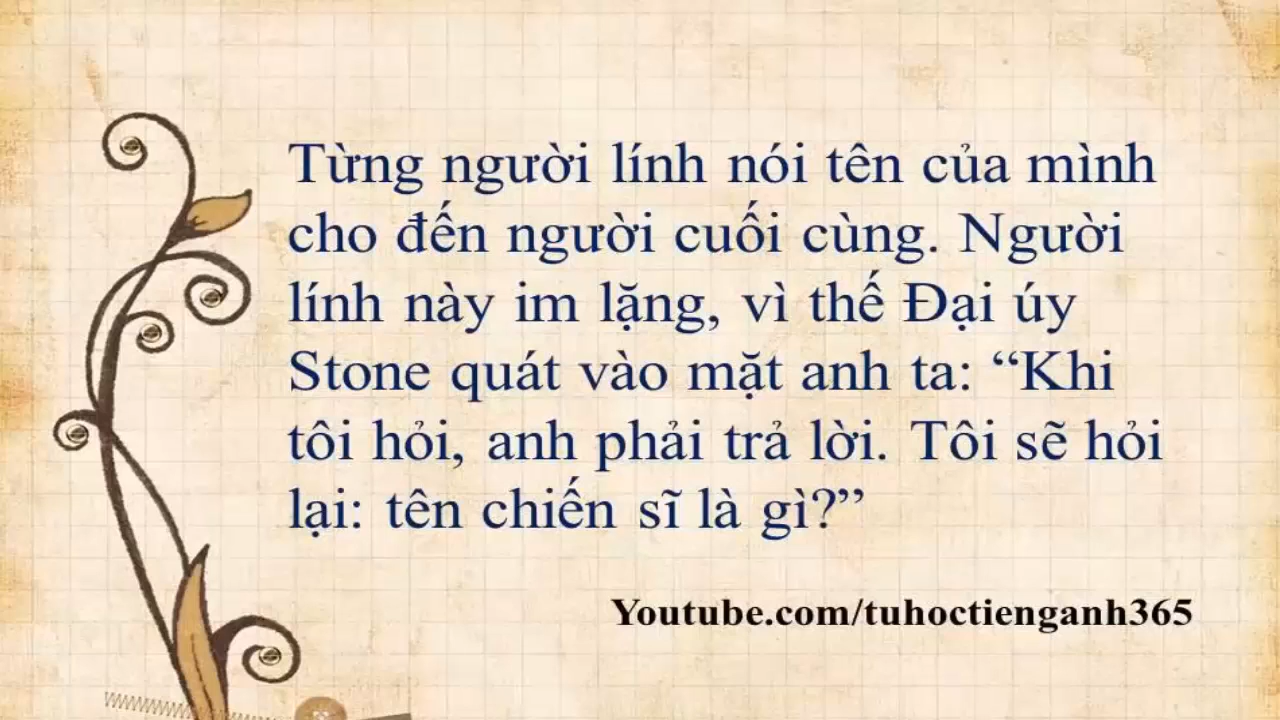 Từng người lính nói tên của mình
cho đến người cuối cùng. Người
lính này im lặng, vì thế Đại úy
Stone quát vào mặt anh ta: “Khi
tôi hỏi, anh phải trả lời. Tôi sẽ hỏi
lại: tên chiến sĩ là gì?”
Youtube.com/tuhoctienganh365